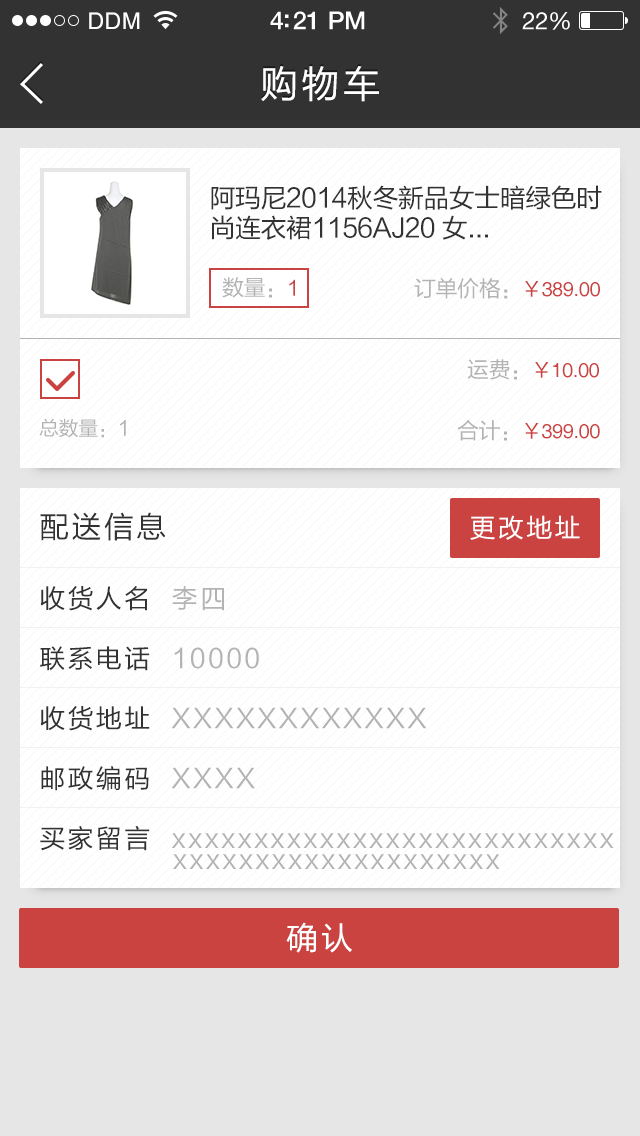 DDM 4:21 PM 22%
购物车
阿玛尼2014秋冬新品女士暗绿色时
尚连衣裙1156AJ20 女...
数量：1 订单价格：￥389.00
运费：￥10.00
总数量：1 合计：￥399.00
配送信息 更改地址
收货人名 李四
联系电话 10000
收货地址 XXXXXXXXXXXX
邮政编码 XXXX
买家留言 XXXXXXXXXXXXXXXXXXXXXXXXXXX
XXXXXXXXXXXXXXXXXXXX
确认